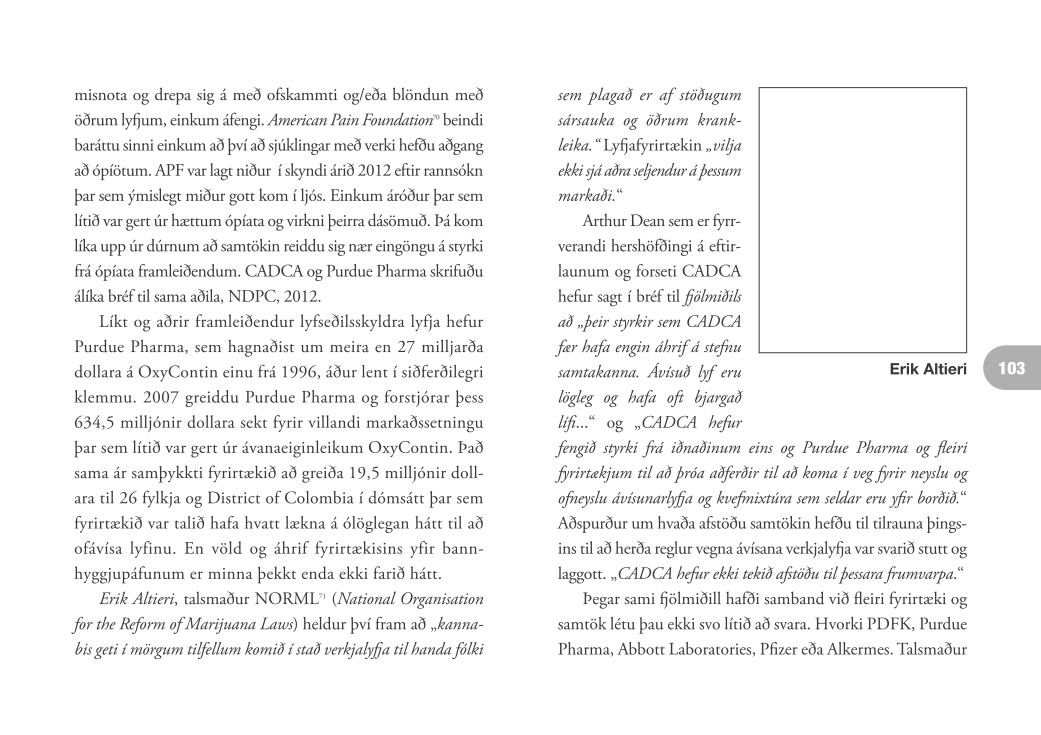 misnota og drepa sig á með ofskammti og/eða blöndun með
öðrum lyfjum, einkum áfengi. American Pain Foundation⁷⁰ beindi
baráttu sinni einkum að því að sjúklingar með verki hefðu aðgang
að ópíötum. APF var lagt niður í skyndi árið 2012 eftir rannsókn
þar sem ýmislegt miður gott kom í ljós. Einkum áróður þar sem
lítið var gert úr hættum ópíata og virkni þeirra dásömuð. Þá kom
líka upp úr dúrnum að samtökin reiddu sig nær eingöngu á styrki
frá ópíata framleiðendum. CADCA og Purdue Pharma skrifuðu
álíka bréf til sama aðila, NDPC, 2012.
Líkt og aðrir framleiðendur lyfseðilsskyldra lyfja hefur
Purdue Pharma, sem hagnaðist um meira en 27 milljarða
dollara á OxyContin einu frá 1996, áður lent í siðferðilegri
klemmu. 2007 greiddu Purdue Pharma og forstjórar þess
634,5 milljónir dollara sekt fyrir villandi markaðssetningu
þar sem lítið var gert úr ávanaeiginleikum OxyContin. Það
sama ár samþykkti fyrirtækið að greiða 19,5 milljónir doll-
ara til 26 fylkja og District of Colombia í dómsátt þar sem
fyrirtækið var talið hafa hvatt lækna á ólöglegan hátt til að
ofávísa lyfinu. En völd og áhrif fyrirtækisins yfir bann-
hyggjupáfunum er minna þekkt enda ekki farið hátt.
Erik Altieri, talsmaður NORML⁷¹ (National Organisation
for the Reform of Marijuana Laws) heldur því fram að „kanna-
bis geti í mörgum tilfellum komið í stað verkjalyfja til handa fólki
sem plagað er af stöðugum
sársauka og öðrum krank-
leika.“ Lyfjafyrirtækin „vilja
ekki sjá aðra seljendur á þessum
markaði.“
Arthur Dean sem er fyrr-
verandi hershöfðingi á eftir-
launum og forseti CADCA
hefur sagt í bréf til fjölmiðils
að „þeir styrkir sem CADCA
fær hafa engin áhrif á stefnu
samtakanna. Ávísuð lyf eru
lögleg og hafa oft bjargað
lífi...“ og „CADCA hefur
fengið styrki frá iðnaðinum eins og Purdue Pharma og fleiri
fyrirtækjum til að þróa aðferðir til að koma í veg fyrir neyslu og
ofneyslu ávísunarlyfja og kvefmixtúra sem seldar eru yfir borðið.“
Aðspurður um hvaða afstöðu samtökin hefðu til tilrauna þings-
ins til að herða reglur vegna ávísana verkjalyfja var svarið stutt og
laggott. „CADCA hefur ekki tekið afstöðu til þessara frumvarpa.“
Þegar sami fjölmiðill hafði samband við fleiri fyrirtæki og
samtök létu þau ekki svo lítið að svara. Hvorki PDFK, Purdue
Pharma, Abbott Laboratories, Pfizer eða Alkermes. Talsmaður
Erik Altieri
103